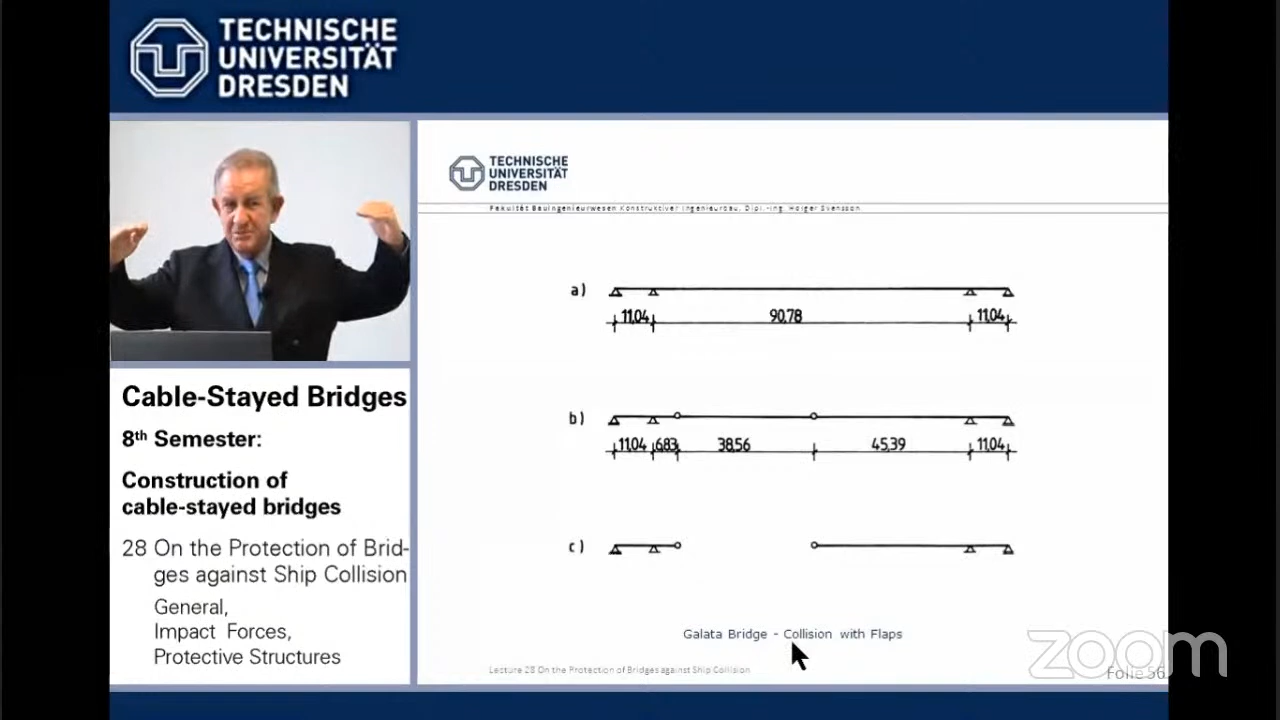 TECHNISCHE
UNIVERSITÄT
DRESDEN
TECHNISCHE
UNIVERSITÄT
DRESDEN
Fakultät Bauingenieurwesen Konstruktiver Ingenieurbau, Dipl.-Ing. Holger Svensson
a)
11,04 90,78 11,04
b)
11,04 6,83 38,56 45,39 11,04
c)
Galata Bridge - Collision with Flaps
Lecture 28 On the Protection of Bridges against Ship Collision
Folie 56
zoom
Cable-Stayed Bridges
8th Semester:
Construction of
cable-stayed bridges
28 On the Protection of Brid-
ges against Ship Collision
General,
Impact Forces,
Protective Structures